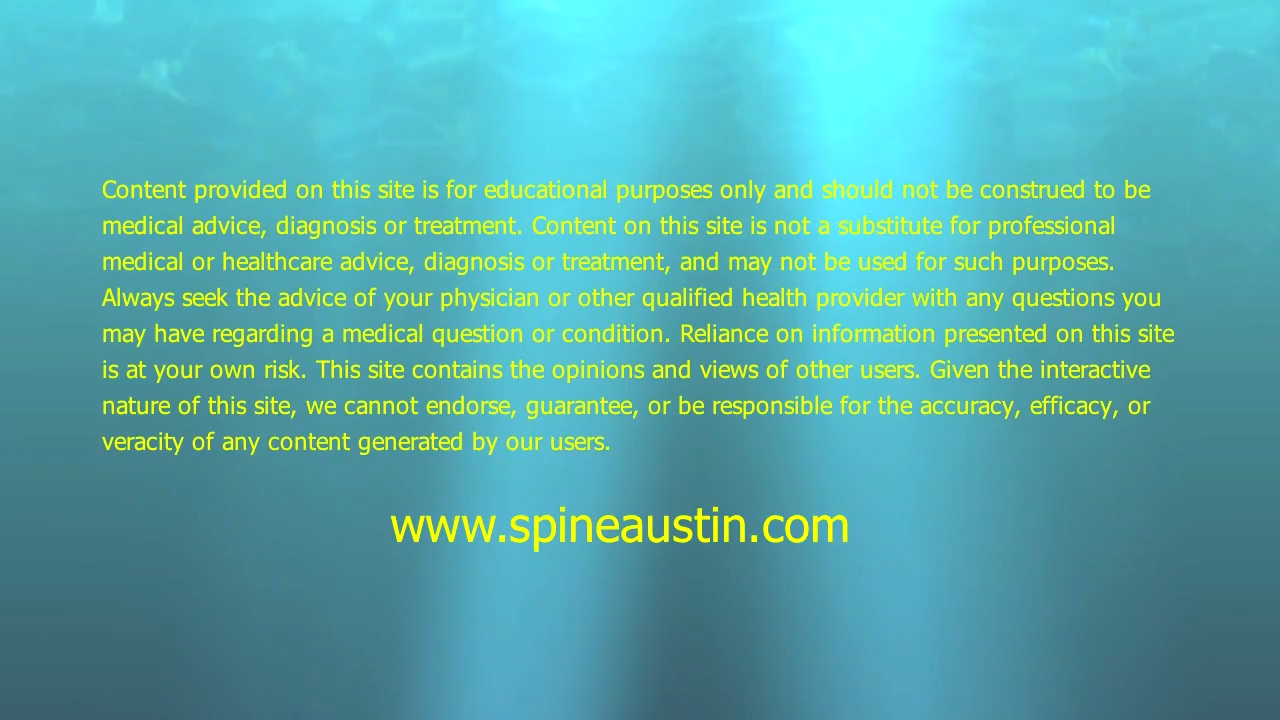 Content provided on this site is for educational purposes only and should not be construed to be
medical advice, diagnosis or treatment. Content on this site is not a substitute for professional
medical or healthcare advice, diagnosis or treatment, and may not be used for such purposes.
Always seek the advice of your physician or other qualified health provider with any questions you
may have regarding a medical question or condition. Reliance on information presented on this site
is at your own risk. This site contains the opinions and views of other users. Given the interactive
nature of this site, we cannot endorse, guarantee, or be responsible for the accuracy, efficacy, or
veracity of any content generated by our users.
www.spineaustin.com